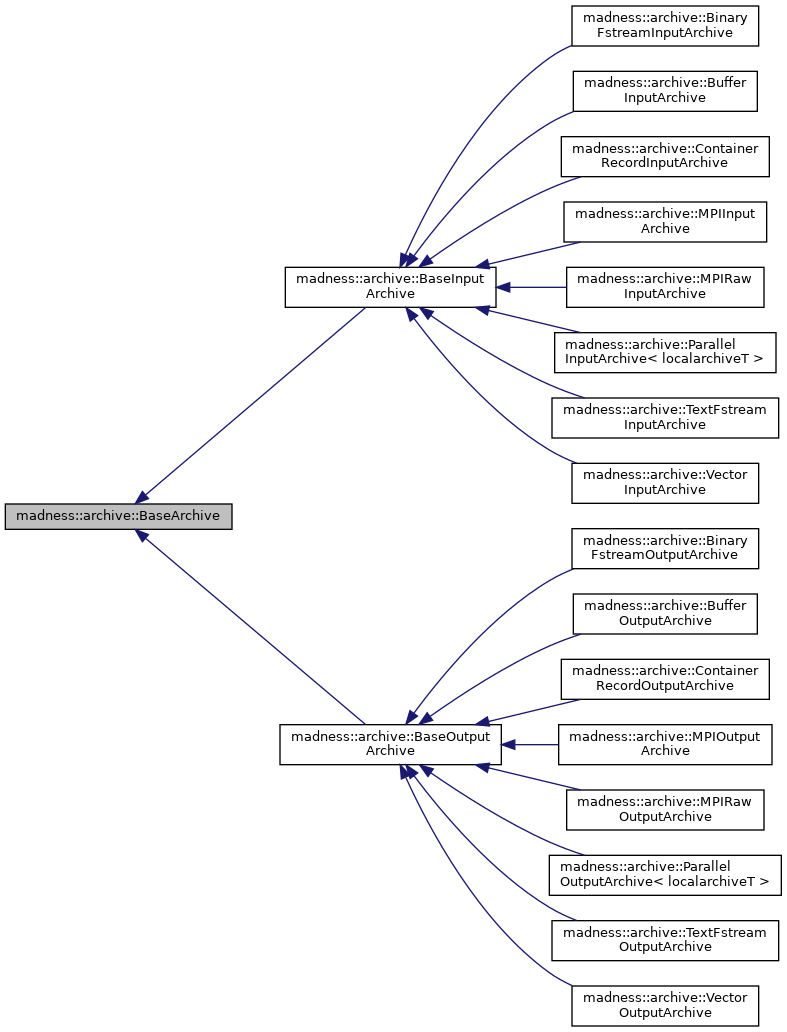 madness::archive::Binary
FstreamInputArchive
madness::archive::Buffer
InputArchive
madness::archive::Container
RecordInputArchive
madness::archive::MPIInput
Archive
madness::archive::BaseInput
Archive
madness::archive::MPIRaw
InputArchive
madness::archive::Parallel
InputArchive< localarchiveT >
madness::archive::TextFstream
InputArchive
madness::archive::Vector
InputArchive
madness::archive::BaseArchive
madness::archive::Binary
FstreamOutputArchive
madness::archive::Buffer
OutputArchive
madness::archive::Container
RecordOutputArchive
madness::archive::BaseOutput
Archive
madness::archive::MPIOutput
Archive
madness::archive::MPIRaw
OutputArchive
madness::archive::Parallel
OutputArchive< localarchiveT >
madness::archive::TextFstream
OutputArchive
madness::archive::Vector
OutputArchive